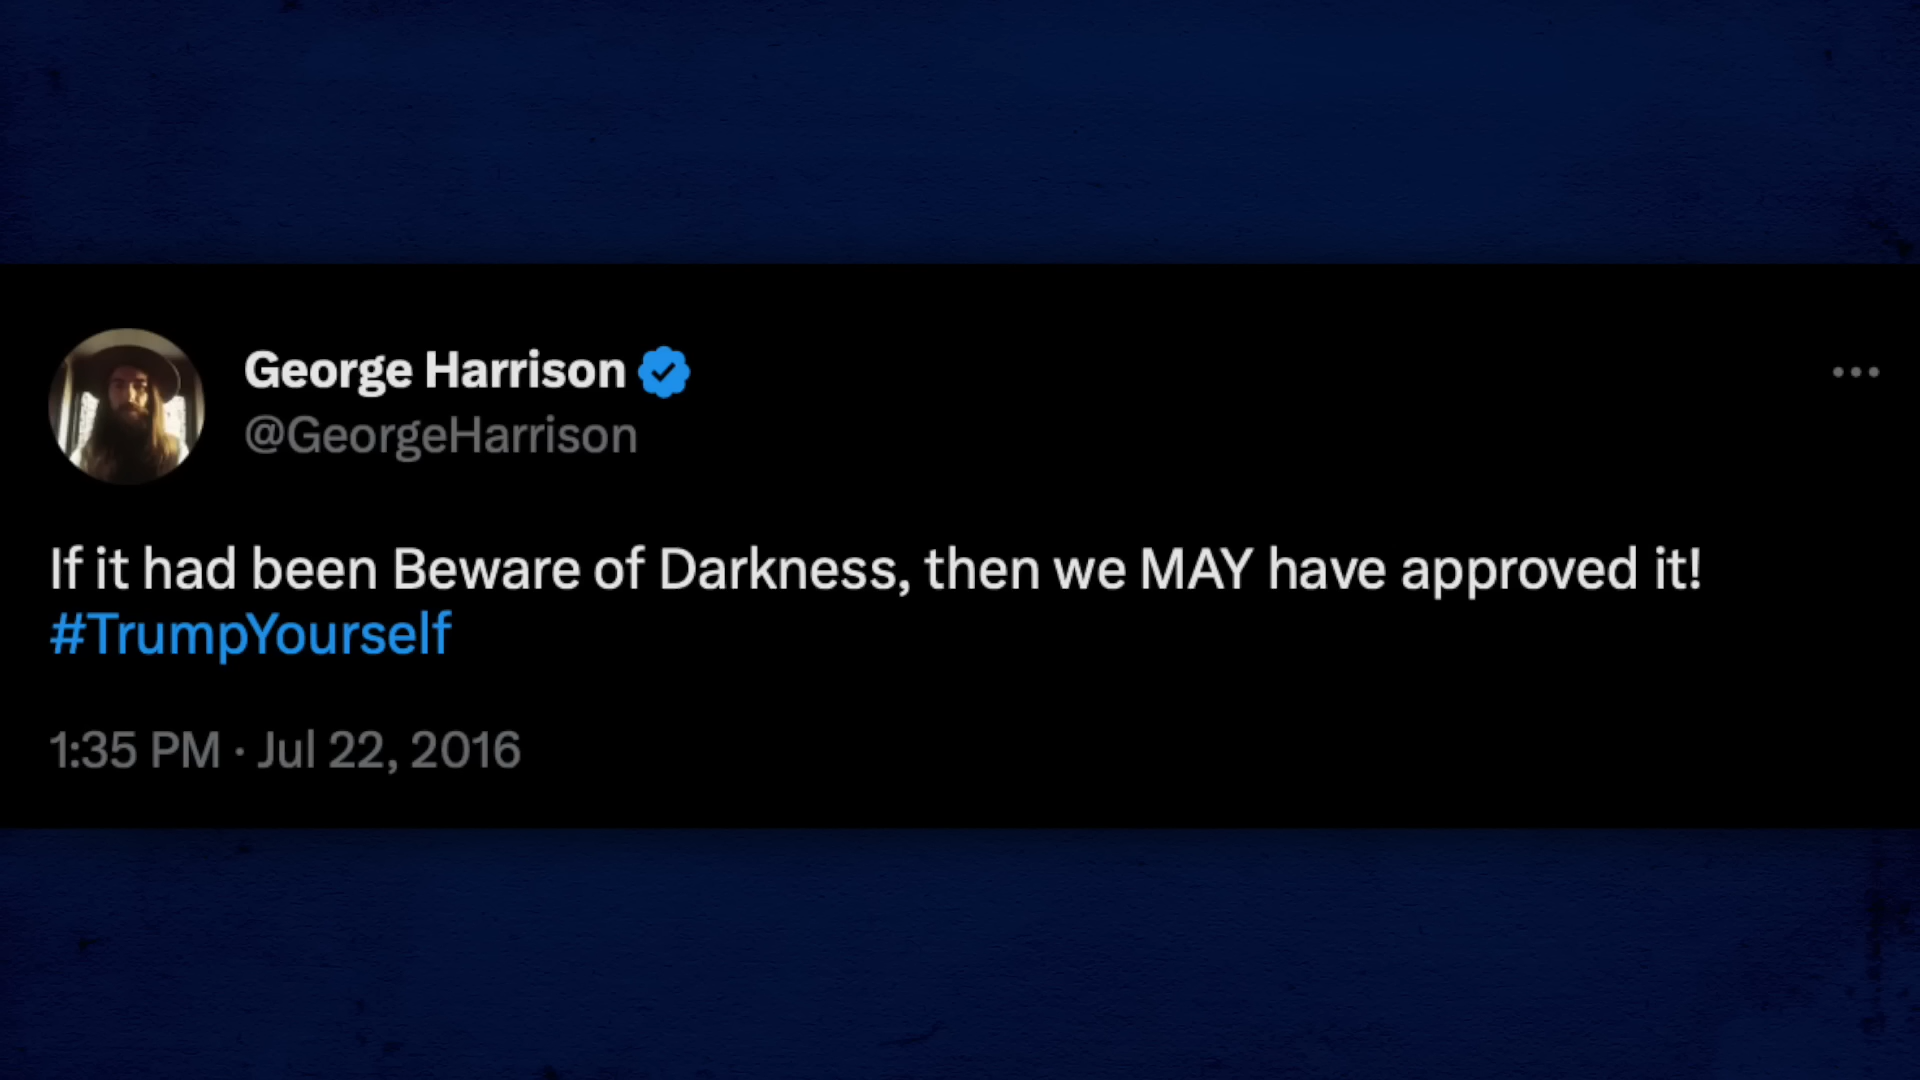 George Harrison
@GeorgeHarrison
If it had been Beware of Darkness, then we MAY have approved it!
#TrumpYourself
1:35 PM · Jul 22, 2016